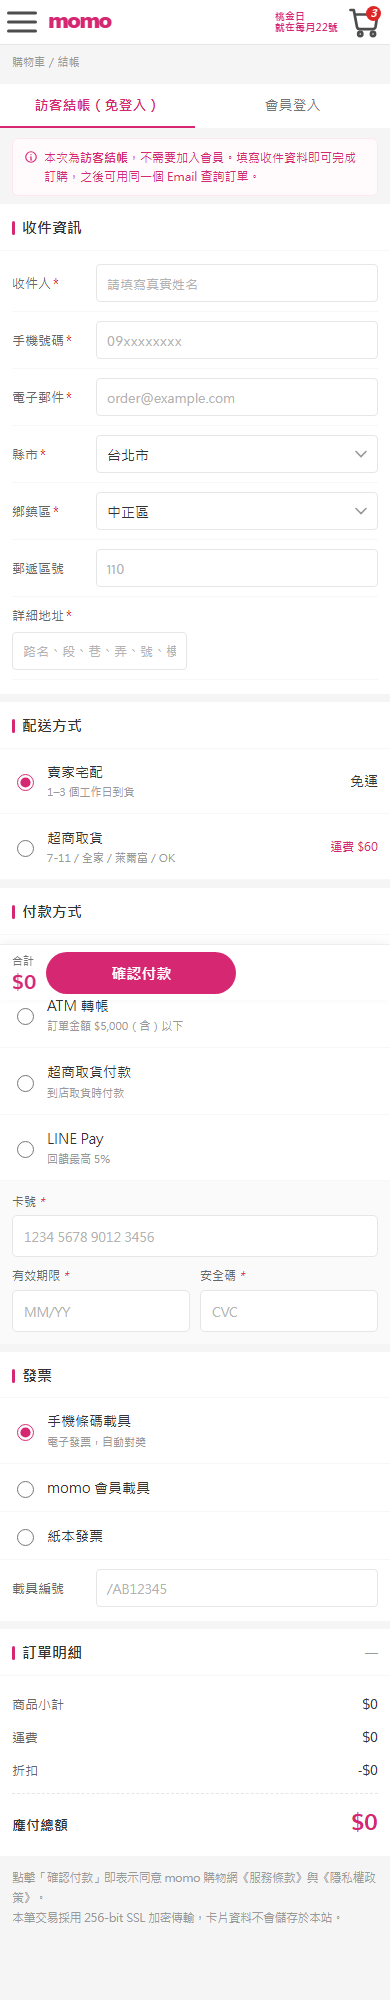 momo
桃金日
就在每月22號
3
購物車 / 結帳
訪客結帳（免登入）
會員登入
本次為訪客結帳，不需要加入會員。填寫收件資料即可完成
訂購，之後可用同一個 Email 查詢訂單。
收件資訊
收件人*
請填寫真實姓名
手機號碼*
09xxxxxxxx
電子郵件*
order@example.com
縣市*
台北市
鄉鎮區*
中正區
郵遞區號
110
詳細地址*
路名、段、巷、弄、號、樓
配送方式
賣家宅配
1–3 個工作日到貨
免運
超商取貨
7-11 / 全家 / 萊爾富 / OK
運費 $60
付款方式
合計
$0
確認付款
ATM 轉帳
訂單金額 $5,000（含）以下
超商取貨付款
到店取貨時付款
LINE Pay
回饋最高 5%
卡號 *
1234 5678 9012 3456
有效期限 *
安全碼 *
MM/YY
CVC
發票
手機條碼載具
電子發票，自動對獎
momo 會員載具
紙本發票
載具編號
/AB12345
訂單明細
—
商品小計
$0
運費
$0
折扣
-$0
應付總額
$0
點擊「確認付款」即表示同意 momo 購物網《服務條款》與《隱私權政
策》。
本筆交易採用 256-bit SSL 加密傳輸，卡片資料不會儲存於本站。